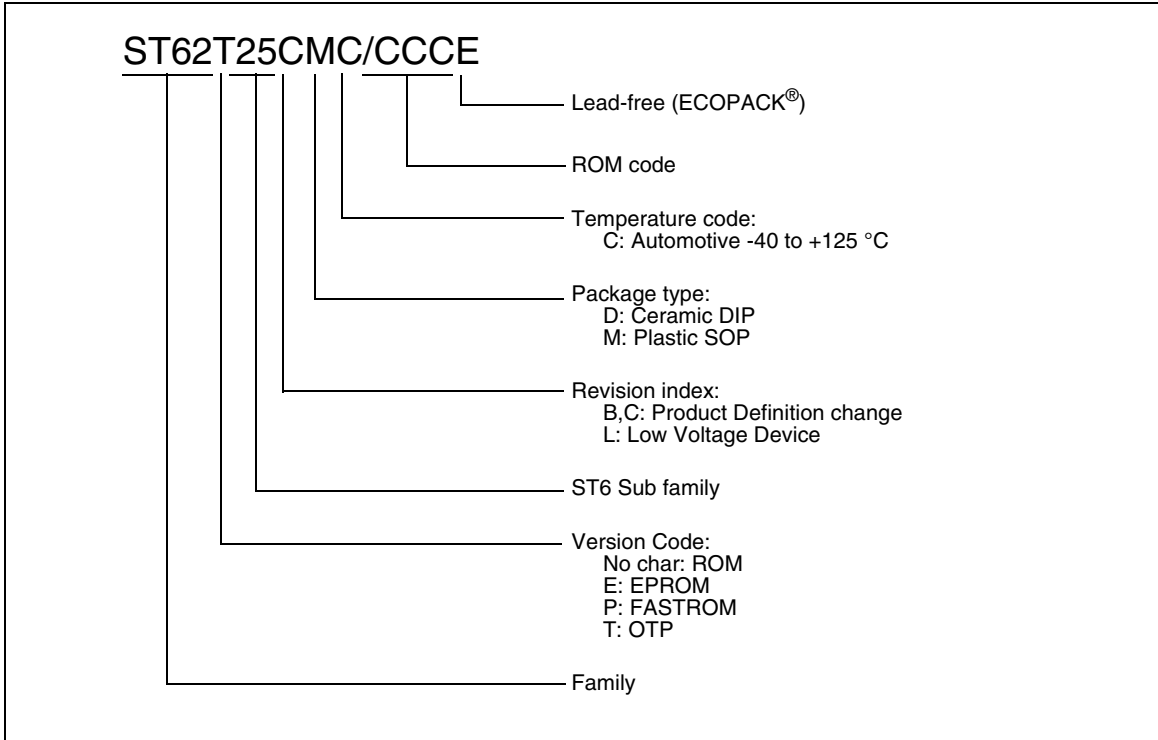 ST62T25CMC/CCCE
Lead-free (ECOPACK®)
ROM code
Temperature code:
C: Automotive -40 to +125 °C
Package type:
D: Ceramic DIP
M: Plastic SOP
Revision index:
B,C: Product Definition change
L: Low Voltage Device
ST6 Sub family
Version Code:
No char: ROM
E: EPROM
P: FASTROM
T: OTP
Family